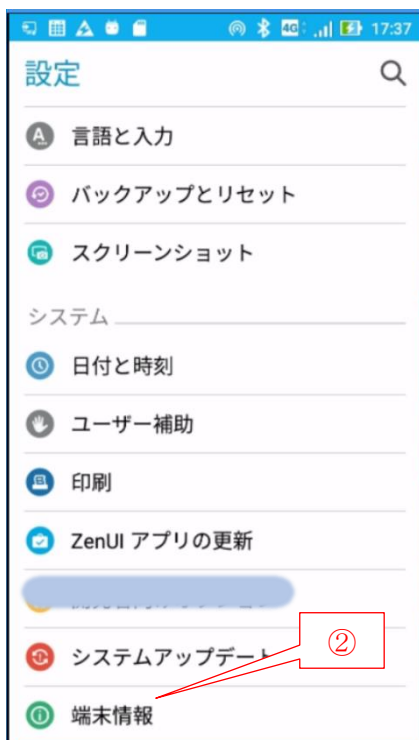 4G 17:37
設定
言語と入力
バックアップとリセット
スクリーンショット
システム
日付と時刻
ユーザー補助
印刷
ZenUI アプリの更新
システムアップデート
②
端末情報